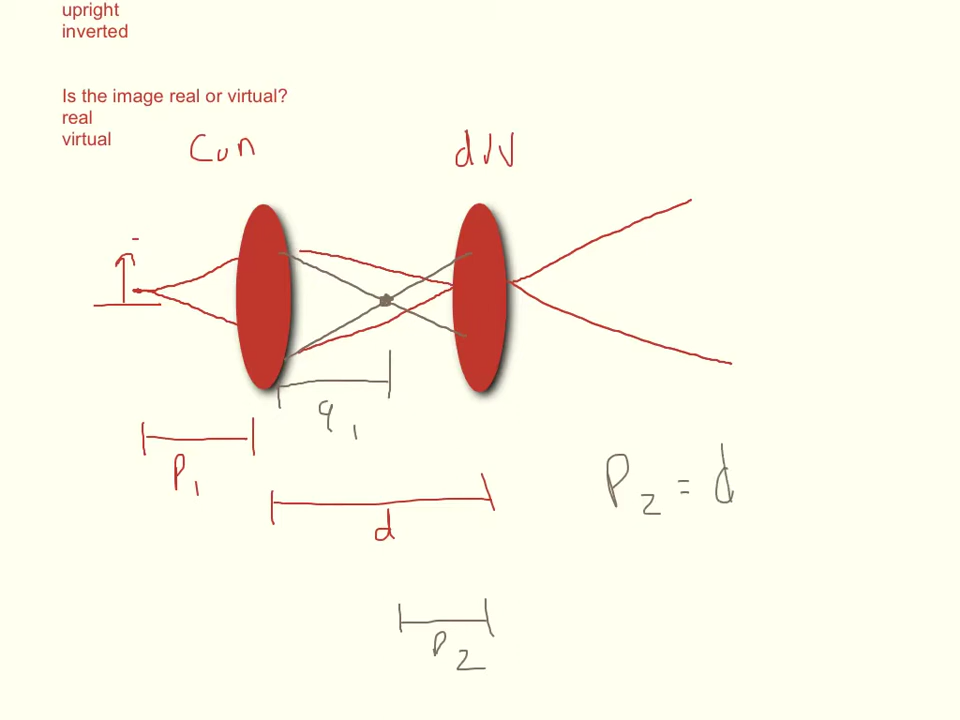 upright
inverted
Is the image real or virtual?
real
virtual
Con
div
q1
P1
P2 = d
d
P2